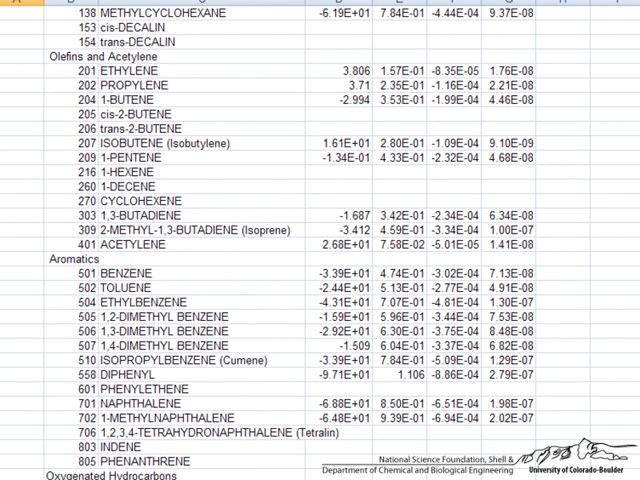 138 METHYLCYCLOHEXANE -6.19E+01 7.84E-01 -4.44E-04 9.37E-08
153 cis-DECALIN
154 trans-DECALIN
Olefins and Acetylene
201 ETHYLENE 3.806 1.57E-01 -8.35E-05 1.76E-08
202 PROPYLENE 3.71 2.35E-01 -1.16E-04 2.21E-08
204 1-BUTENE -2.994 3.53E-01 -1.99E-04 4.46E-08
205 cis-2-BUTENE
206 trans-2-BUTENE
207 ISOBUTENE (Isobutylene) 1.61E+01 2.80E-01 -1.09E-04 9.10E-09
209 1-PENTENE -1.34E-01 4.33E-01 -2.32E-04 4.68E-08
216 1-HEXENE
260 1-DECENE
270 CYCLOHEXENE
303 1,3-BUTADIENE -1.687 3.42E-01 -2.34E-04 6.34E-08
309 2-METHYL-1,3-BUTADIENE (Isoprene) -3.412 4.59E-01 -3.34E-04 1.00E-07
401 ACETYLENE 2.68E+01 7.58E-02 -5.01E-05 1.41E-08
Aromatics
501 BENZENE -3.39E+01 4.74E-01 -3.02E-04 7.13E-08
502 TOLUENE -2.44E+01 5.13E-01 -2.77E-04 4.91E-08
504 ETHYLBENZENE -4.31E+01 7.07E-01 -4.81E-04 1.30E-07
505 1,2-DIMETHYL BENZENE -1.59E+01 5.96E-01 -3.44E-04 7.53E-08
506 1,3-DIMETHYL BENZENE -2.92E+01 6.30E-01 -3.75E-04 8.48E-08
507 1,4-DIMETHYL BENZENE -1.509 6.04E-01 -3.37E-04 6.82E-08
510 ISOPROPYLBENZENE (Cumene) -3.39E+01 7.84E-01 -5.09E-04 1.29E-07
558 DIPHENYL -9.71E+01 1.106 -8.86E-04 2.79E-07
601 PHENYLETHENE
701 NAPHTHALENE -6.88E+01 8.50E-01 -6.51E-04 1.98E-07
702 1-METHYLNAPHTHALENE -6.48E+01 9.39E-01 -6.94E-04 2.02E-07
706 1,2,3,4-TETRAHYDRONAPHTHALENE (Tetralin)
803 INDENE
805 PHENANTHRENE
Oxygenated Hydrocarbons
National Science Foundation, Shell &
Department of Chemical and Biological Engineering
University of Colorado-Boulder